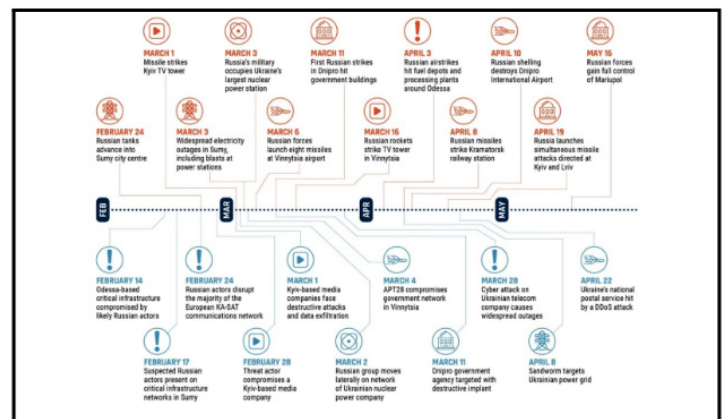 MARCH 1
Missile strikes
Kyiv TV tower
MARCH 3
Russia's military
occupies Ukraine's
largest nuclear
power station
MARCH 11
First Russian strikes
in Dnipro hit
government buildings
APRIL 3
Russian airstrikes
hit fuel depots and
processing plants
around Odessa
APRIL 10
Russian shelling
destroys Dnipro
International Airport
MAY 16
Russian forces
gain full control
of Mariupol
FEBRUARY 24
Russian tanks
advance into
Sumy city centre
MARCH 3
Widespread electricity
outages in Sumy,
including blasts at
power stations
MARCH 6
Russian forces
launch eight missiles
at Vinnytsia airport
MARCH 16
Russian rockets
strike TV tower
in Vinnytsia
APRIL 8
Russian missiles
strike Kramatorsk
railway station
APRIL 19
Russia launches
simultaneous missile
attacks directed at
Kyiv and Lviv
FEB
MAR
APR
MAY
FEBRUARY 14
Odessa-based
critical infrastructure
compromised by
likely Russian actors
FEBRUARY 24
Russian actors disrupt
the majority of the
European KA-SAT
communications network
MARCH 1
Kyiv-based media
companies face
destructive attacks
and data exfiltration
MARCH 4
APT28 compromises
government network
in Vinnytsia
MARCH 28
Cyber attack on
Ukrainian telecom
company causes
widespread outages
APRIL 22
Ukraine's national
postal service hit
by a DDoS attack
FEBRUARY 17
Suspected Russian
actors present on
critical infrastructure
networks in Sumy
FEBRUARY 28
Threat actor
compromises a
Kyiv-based media
company
MARCH 2
Russian group moves
laterally on network
of Ukrainian nuclear
power company
MARCH 11
Dnipro government
agency targeted with
destructive implant
APRIL 8
Sandworm targets
Ukrainian power grid